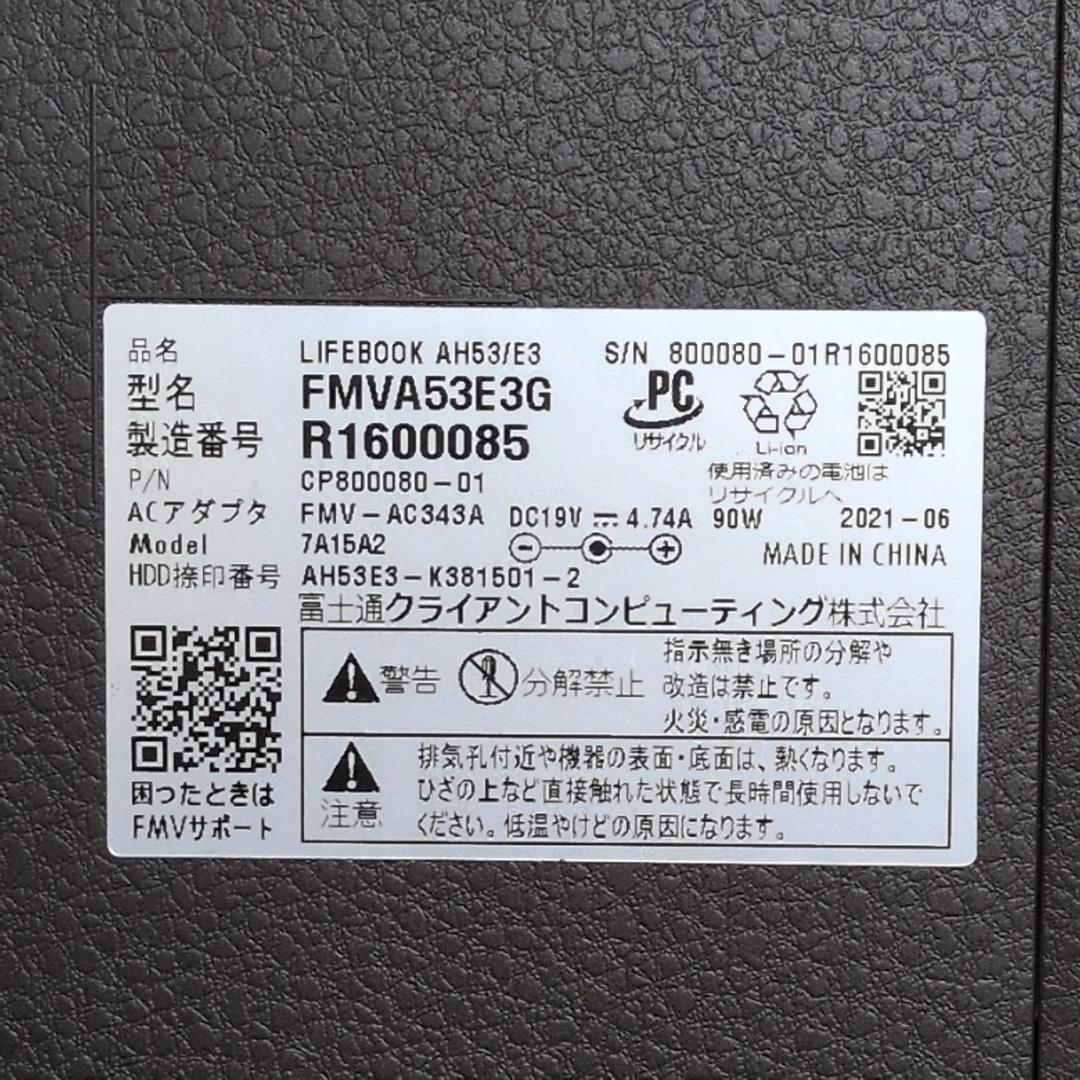 品名 LIFEBOOK AH53/E3 S/N 800080-01R1600085
型名 FMVA53E3G
製造番号 R1600085
PC
リサイクル
Li-ion
使用済みの電池は
リサイクルへ
P/N CP800080-01
ACアダプタ FMV-AC343A DC19V ⎓ 4.74A 90W 2021-06
Model 7A15A2 MADE IN CHINA
HDD捺印番号 AH53E3-K381501-2
富士通クライアントコンピューティング株式会社
警告 分解禁止
指示無き場所の分解や
改造は禁止です。
火災・感電の原因となります。
注意
排気孔付近や機器の表面・底面は、熱くなります。
ひざの上など直接触れた状態で長時間使用しないで
ください。低温やけどの原因になります。
困ったときは
FMVサポート